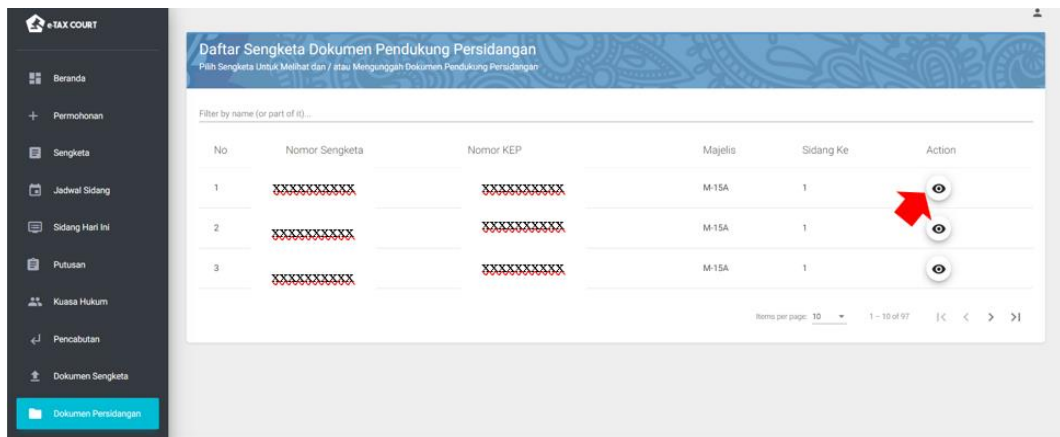 e-TAX COURT
Beranda
Permohonan
Sengketa
Jadwal Sidang
Sidang Hari Ini
Putusan
Kuasa Hukum
Pencabutan
Dokumen Sengketa
Dokumen Persidangan
Daftar Sengketa Dokumen Pendukung Persidangan
Pilih Sengketa Untuk Melihat dan / atau Mengunggah Dokumen Pendukung Persidangan
Filter by name (or part of it)...
No Nomor Sengketa Nomor KEP Majelis Sidang Ke Action
1 XXXXXXXXXX XXXXXXXXXX M-15A 1
2 XXXXXXXXXX XXXXXXXXXX M-15A 1
3 XXXXXXXXXX XXXXXXXXXX M-15A 1
Items per page: 10 1 – 10 of 97